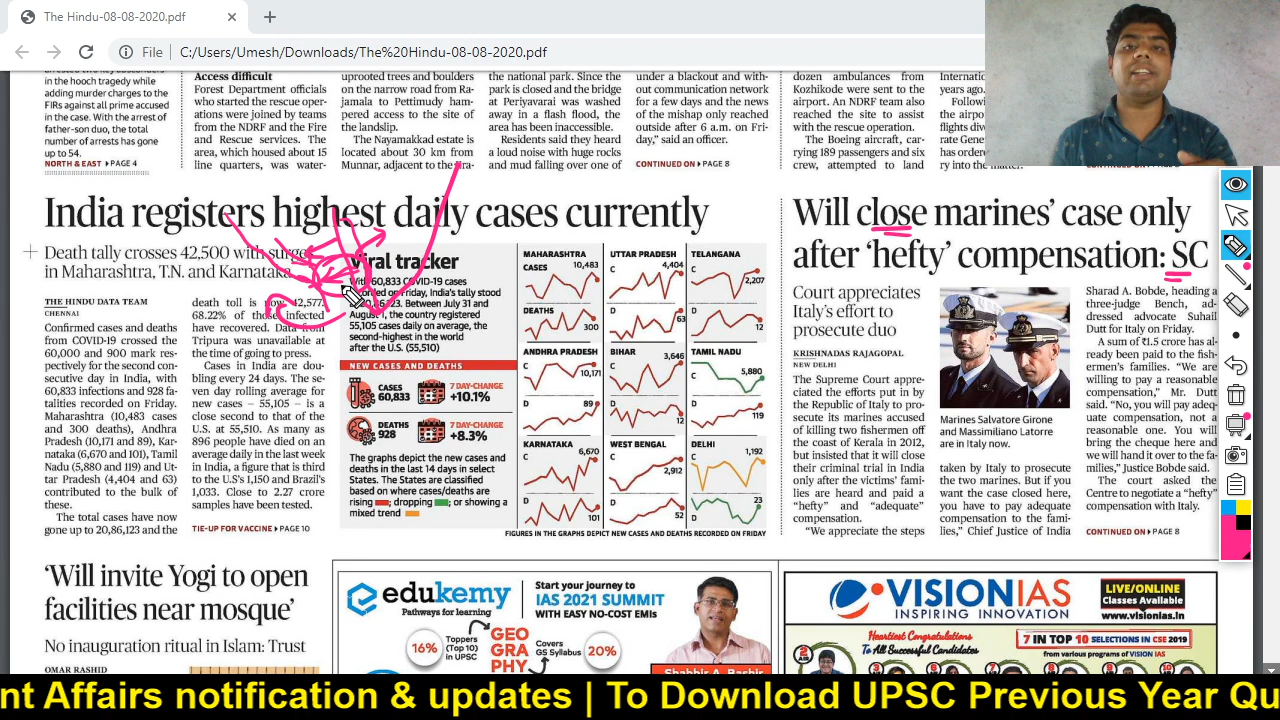 The Hindu-08-08-2020.pdf
File
C:/Users/Umesh/Downloads/The%20Hindu-08-08-2020.pdf
in the hooch tragedy while
adding murder charges to the
FIRs against all prime accused
in the case. With the arrest of
father-son duo, the total
number of arrests has gone
up to 54.
NORTH & EAST PAGE 4
Access difficult
Forest Department officials
who started the rescue oper-
ations were joined by teams
from the NDRF and the Fire
and Rescue services. The
area, which housed about 15
line quarters, was water-
uprooted trees and boulders
on the narrow road from Ra-
jamala to Pettimudy ham-
pered access to the site of
the landslip.
The Nayamakkad estate is
located about 30 km from
Munnar, adjacent to the
the national park. Since the
park is closed and the bridge
at Periyavarai was washed
away in a flash flood, the
area has been inaccessible.
Residents said they heard
a loud noise with huge rocks
and mud falling over one of
under a blackout and with-
out communication network
for a few days and the news
of the mishap only reached
outside after 6 a.m. on Fri-
day," said an officer.
CONTINUED ON PAGE 8
dozen ambulances from
Kozhikode were sent to the
airport. An NDRF team also
reached the site to assist
with the rescue operation.
The Boeing aircraft, car-
rying 189 passengers and six
crew, attempted to land
years ago.
India registers highest daily cases currently
Death tally crosses 42,500 with surge
in Maharashtra, T.N. and Karnataka
THE HINDU DATA TEAM
CHENNAI
Confirmed cases and deaths
from COVID-19 crossed the
60,000 and 900 mark res-
pectively for the second con-
secutive day in India, with
60,833 infections and 928 fa-
talities recorded on Friday.
Maharashtra (10,483 cases
and 300 deaths), Andhra
Pradesh (10,171 and 89), Kar-
nataka (6,670 and 101), Tamil
Nadu (5,880 and 119) and Ut-
tar Pradesh (4,404 and 63)
contributed to the bulk of
these.
The total cases have now
gone up to 20,86,123 and the
death toll is now 42,577.
68.22% of those infected
have recovered. Data from
Tripura was unavailable at
the time of going to press.
Cases in India are dou-
bling every 24 days. The se-
ven day rolling average for
new cases – 55,105 – is a
close second to that of the
U.S. at 55,510. As many as
896 people have died on an
average daily in the last week
in India, a figure that is third
to the U.S's 1,150 and Brazil's
1,033. Close to 2.27 crore
samples have been tested.
TIE-UP FOR VACCINE PAGE 10
Viral tracker
With 60,833 COVID-19 cases
on Friday, India's tally stood
Between July 31 and
August the country registered
55,105 cases daily on average, the
second-highest in the world
after the U.S. (55,510)
NEW CASES AND DEATHS
CASES
60,833
7 DAY-CHANGE
+10.1%
DEATHS
928
7 DAY-CHANGE
+8.3%
The graphs depict the new cases and
deaths in the last 14 days in select
States. The States are classified
based on where cases/deaths are
rising ; dropping ; or showing a
mixed trend
MAHARASHTRA
CASES
10,483
DEATHS
300
UTTAR PRADESH
C
4,404
D
63
TELANGANA
C
2,207
D
12
ANDHRA PRADESH
C
10,171
D
89
BIHAR
C
3,646
D
12
TAMIL NADU
C
5,880
D
119
KARNATAKA
C
6,670
D
101
WEST BENGAL
C
2,912
D
52
DELHI
C
1,192
D
23
FIGURES IN THE GRAPHS DEPICT NEW CASES AND DEATHS RECORDED ON FRIDAY
Will close marines' case only
after 'hefty' compensation: SC
Court appreciates
Italy's effort to
prosecute duo
KRISHNADAS RAJAGOPAL
NEW DELHI
The Supreme Court appre-
ciated the efforts put in by
the Republic of Italy to pro-
secute its marines accused
of killing two fishermen off
the coast of Kerala in 2012,
but insisted that it will close
their criminal trial in India
only after the victims' fami-
lies are heard and paid a
"hefty" and "adequate"
compensation.
"We appreciate the steps
Marines Salvatore Girone
and Massimiliano Latorre
are in Italy now.
taken by Italy to prosecute
the two marines. But if you
want the case closed here,
you have to pay adequate
compensation to the fami-
lies," Chief Justice of India
Sharad A. Bobde, heading a
three-judge Bench, ad-
dressed advocate Suhail
Dutt for Italy on Friday.
A sum of ₹1.5 crore has al-
ready been paid to the fish-
ermen's families. "We are
willing to pay a reasonable
compensation," Mr. Dutt
said. "No, you will pay adeq-
uate compensation, not a
reasonable one. You will
bring the cheque here and
we will hand it over to the fa-
milies," Justice Bobde said.
The court asked the
Centre to negotiate a "hefty"
compensation with Italy.
CONTINUED ON PAGE 8
'Will invite Yogi to open
facilities near mosque'
No inauguration ritual in Islam: Trust
OMAR RASHID
edukemy
Pathways for learning
Start your journey to
IAS 2021 SUMMIT
WITH EASY NO-COST EMIs
16%
Toppers
(Top 10)
in UPSC
GEO
GRA
PHY
Covers
GS Syllabus
20%
VISIONIAS
INSPIRING INNOVATION
LIVE/ONLINE
Classes Available
www.visionias.in
Heartiest Congratulations
To All Successful Candidates
7 IN TOP 10 SELECTIONS IN CSE 2019
from various programs of VISION IAS
nt Affairs notification & updates | To Download UPSC Previous Year Qu